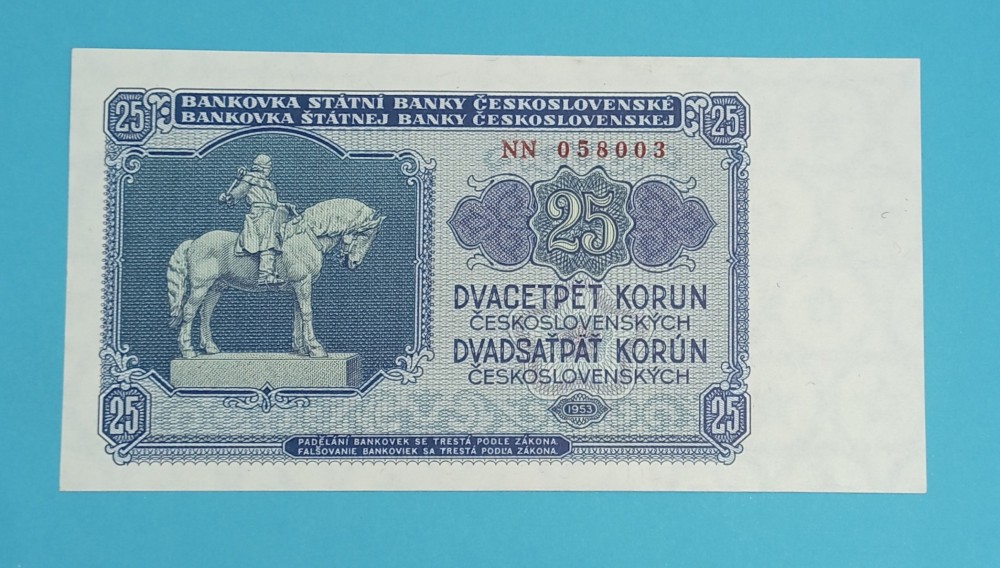 25 BANKOVKA STÁTNÍ BANKY ČESKOSLOVENSKÉ 25
BANKOVKA ŠTÁTNEJ BANKY ČESKOSLOVENSKEJ
NN 058003
25
DVACETPĚT KORUN
ČESKOSLOVENSKÝCH
DVADSAŤPÄŤ KORÚN
ČESKOSLOVENSKÝCH
25 1953 25
PADĚLÁNÍ BANKOVEK SE TRESTÁ PODLE ZÁKONA.
FALŠOVANIE BANKOVIEK SA TRESTÁ PODĽA ZÁKONA.